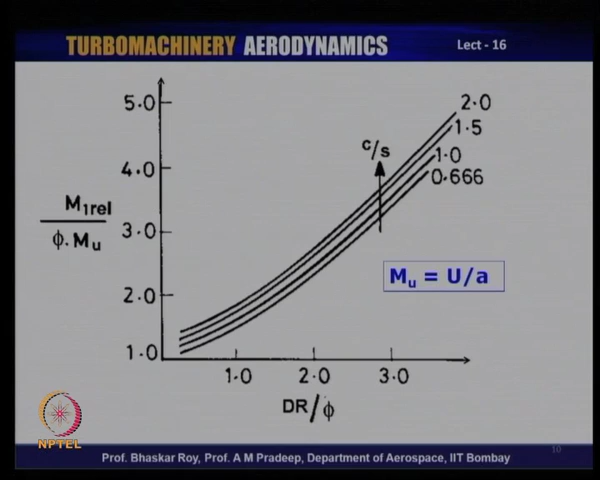 TURBOMACHINERY AERODYNAMICS
Lect - 16
5.0
4.0
3.0
2.0
1.0
M1rel
ϕ. Mu
c/s
2.0
1.5
1.0
0.666
Mu = U/a
1.0 2.0 3.0
DR/ϕ
NPTEL
Prof. Bhaskar Roy, Prof. A M Pradeep, Department of Aerospace, IIT Bombay
10